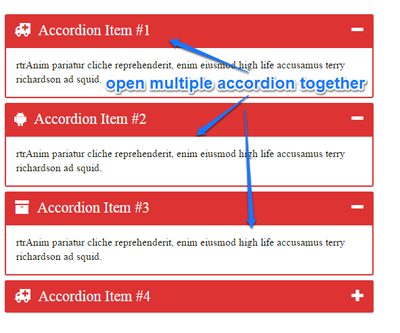 Accordion Item #1
rtrAnim pariatur cliche reprehenderit, enim eiusmod high life accusamus terry
richardson ad squid.
open multiple accordion together
Accordion Item #2
rtrAnim pariatur cliche reprehenderit, enim eiusmod high life accusamus terry
richardson ad squid.
Accordion Item #3
rtrAnim pariatur cliche reprehenderit, enim eiusmod high life accusamus terry
richardson ad squid.
Accordion Item #4